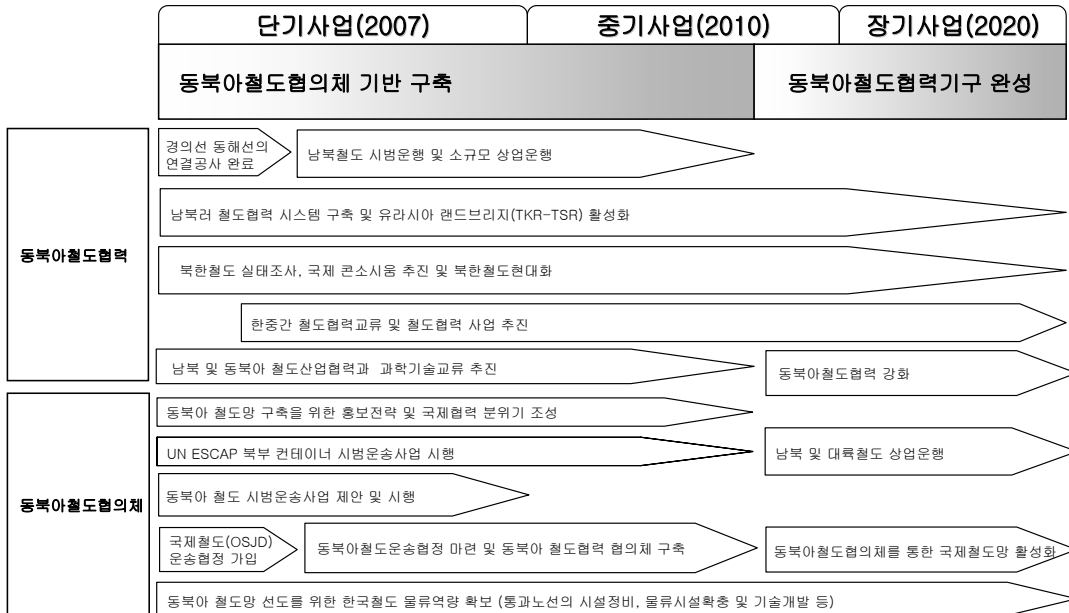 단기사업(2007)
중기사업(2010)
장기사업(2020)
동북아철도협의체 기반 구축
동북아철도협력기구 완성
동북아철도협력
경의선 동해선의
연결공사 완료
남북철도 시범운행 및 소규모 상업운행
남북러 철도협력 시스템 구축 및 유라시아 랜드브리지(TKR-TSR) 활성화
북한철도 실태조사, 국제 콘소시움 추진 및 북한철도현대화
한중간 철도협력교류 및 철도협력 사업 추진
남북 및 동북아 철도산업협력과 과학기술교류 추진
동북아철도협력 강화
동북아철도협의체
동북아 철도망 구축을 위한 홍보전략 및 국제협력 분위기 조성
UN ESCAP 북부 컨테이너 시범운송사업 시행
남북 및 대륙철도 상업운행
동북아 철도 시범운송사업 제안 및 시행
국제철도(OSJD)
운송협정 가입
동북아철도운송협정 마련 및 동북아 철도협력 협의체 구축
동북아철도협의체를 통한 국제철도망 활성화
동북아 철도망 선도를 위한 한국철도 물류역량 확보 (통과노선의 시설정비, 물류시설확충 및 기술개발 등)